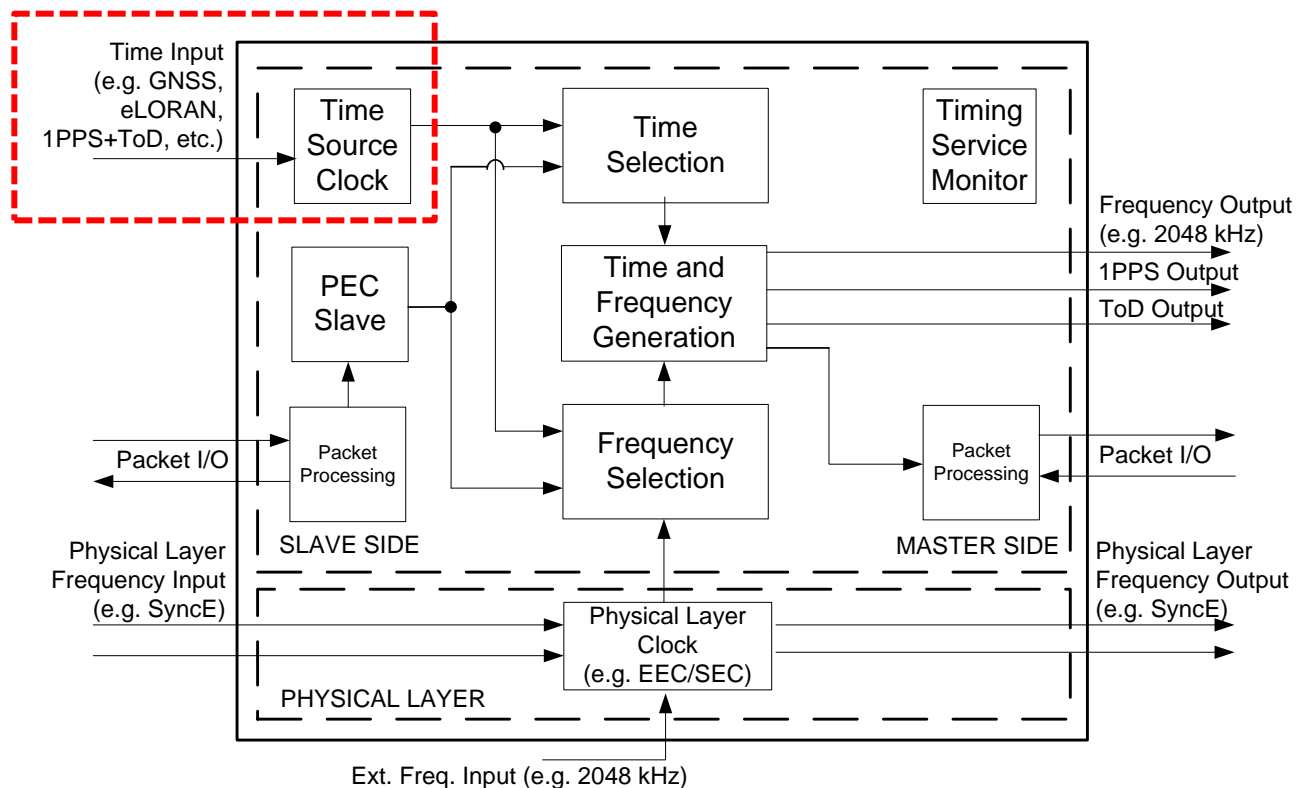 Time Input
(e.g. GNSS,
eLORAN,
1PPS+ToD, etc.)
Time
Source
Clock
Time
Selection
Timing
Service
Monitor
Frequency Output
(e.g. 2048 kHz)
1PPS Output
ToD Output
PEC
Slave
Time and
Frequency
Generation
Packet I/O
Packet
Processing
Frequency
Selection
Packet
Processing
Packet I/O
SLAVE SIDE
MASTER SIDE
Physical Layer
Frequency Input
(e.g. SyncE)
Physical Layer
Clock
(e.g. EEC/SEC)
Physical Layer
Frequency Output
(e.g. SyncE)
PHYSICAL LAYER
Ext. Freq. Input (e.g. 2048 kHz)